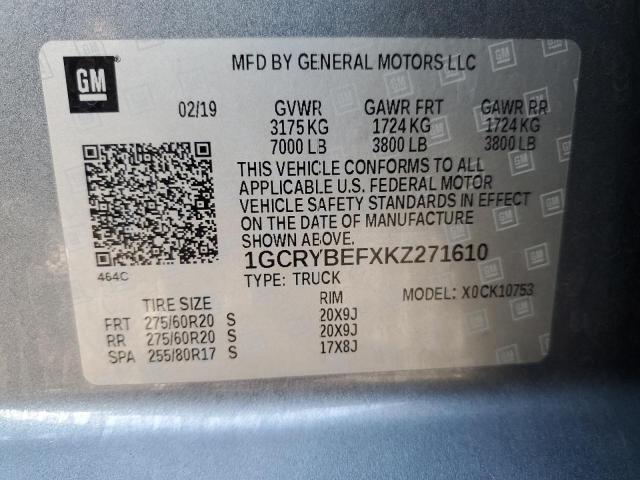 GM
MFD BY GENERAL MOTORS LLC
02/19 GVWR GAWR FRT GAWR RR
3175 KG 1724 KG 1724 KG
7000 LB 3800 LB 3800 LB
THIS VEHICLE CONFORMS TO ALL
APPLICABLE U.S. FEDERAL MOTOR
VEHICLE SAFETY STANDARDS IN EFFECT
ON THE DATE OF MANUFACTURE
SHOWN ABOVE.
464C 1GCRYBEFXKZ271610
TYPE: TRUCK
MODEL: X0CK10753
TIRE SIZE RIM
FRT 275/60R20 S 20X9J
RR 275/60R20 S 20X9J
SPA 255/80R17 S 17X8J